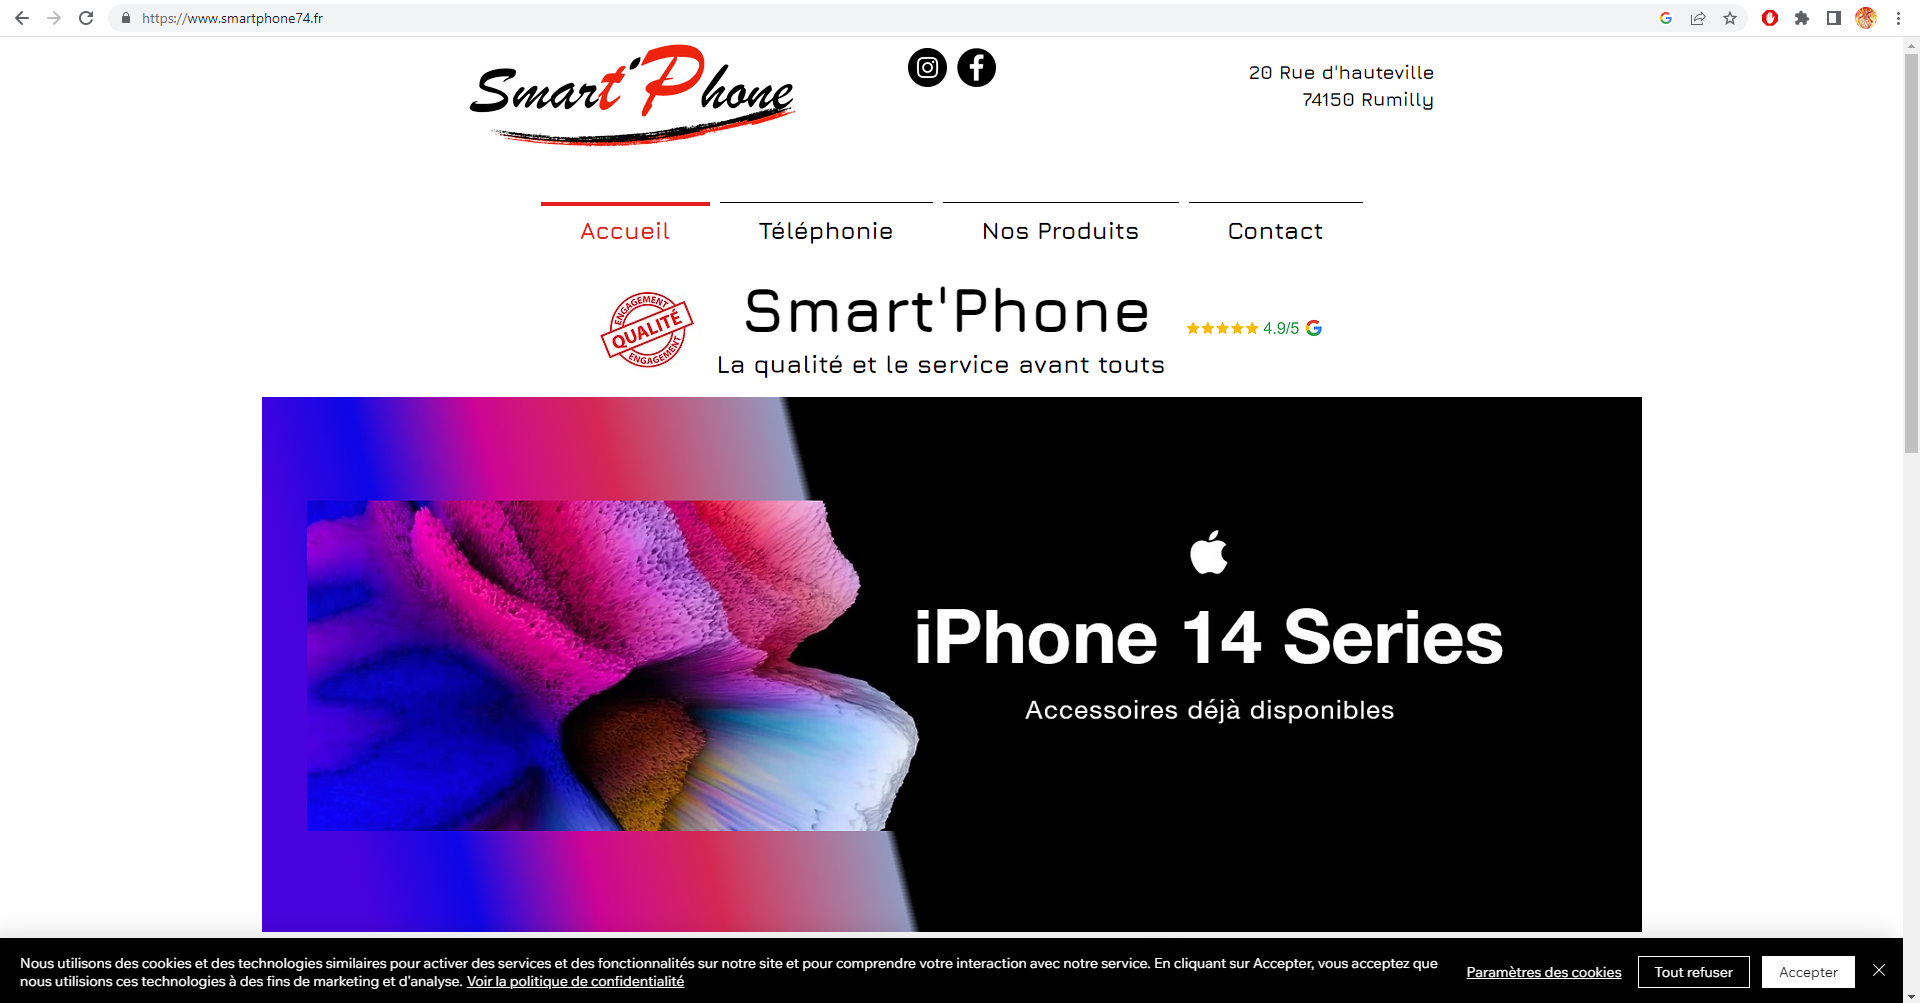 https://www.smartphone74.fr
Smart'Phone
20 Rue d'hauteville
74150 Rumilly
Accueil
Téléphonie
Nos Produits
Contact
ENGAGEMENT
QUALITÉ
ENGAGEMENT
Smart'Phone
4.9/5
La qualité et le service avant touts
iPhone 14 Series
Accessoires déjà disponibles
Nous utilisons des cookies et des technologies similaires pour activer des services et des fonctionnalités sur notre site et pour comprendre votre interaction avec notre service. En cliquant sur Accepter, vous acceptez que
nous utilisions ces technologies à des fins de marketing et d'analyse. Voir la politique de confidentialité
Paramètres des cookies
Tout refuser
Accepter